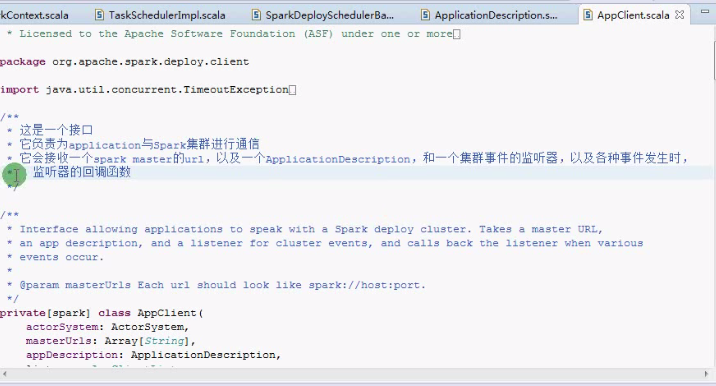 rkContext.scala TaskSchedulerImpl.scala SparkDeploySchedulerBa... ApplicationDescription.s... AppClient.scala
* Licensed to the Apache Software Foundation (ASF) under one or more
package org.apache.spark.deploy.client
import java.util.concurrent.TimeoutException
/**
* 这是一个接口
* 它负责为application与Spark集群进行通信
* 它会接收一个spark master的url，以及一个ApplicationDescription，和一个集群事件的监听器，以及各种事件发生时，
* 监听器的回调函数
*/
/**
* Interface allowing applications to speak with a Spark deploy cluster. Takes a master URL,
* an app description, and a listener for cluster events, and calls back the listener when various
* events occur.
*
* @param masterUrls Each url should look like spark://host:port.
*/
private[spark] class AppClient(
actorSystem: ActorSystem,
masterUrls: Array[String],
appDescription: ApplicationDescription,